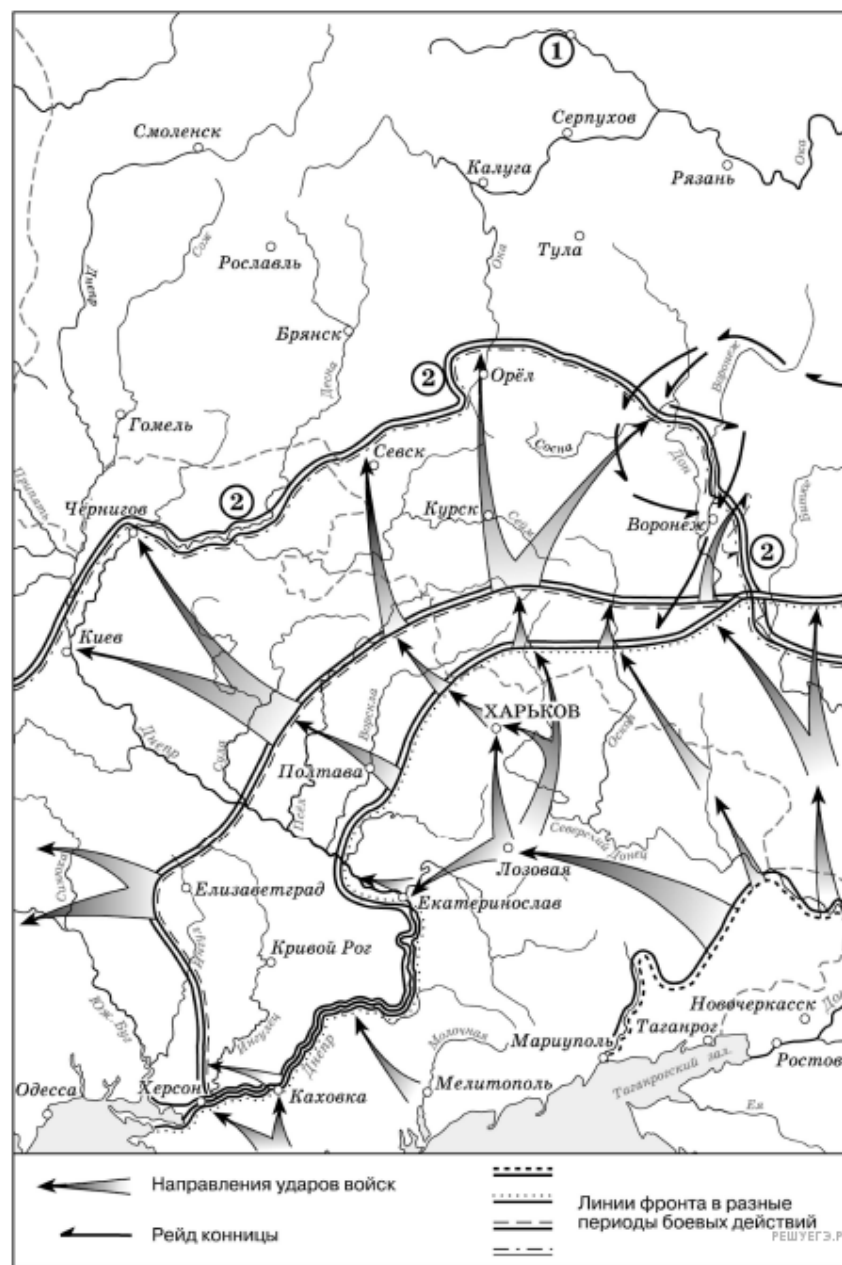 1
Смоленск
Серпухов
Калуга
Рязань
Ока
Днепр
Сож
Рославль
Ока
Тула
Брянск
Десна
Воронеж
2
Орёл
Гомель
Сосна
Дон
Севск
Припять
2
Чернигов
Курск
Сейм
Воронеж
Битюг
2
Киев
Днепр
Сула
Ворскла
ХАРЬКОВ
Оскол
Полтава
Псёл
Северский Донец
Лозовая
Синюха
Елизаветград
Екатеринослав
Ингул
Кривой Рог
Юж. Буг
Ингулец
Днепр
Молочная
Новочеркасск
Дон
Мариуполь
Таганрог
Ростов
Таганрогский зал.
Одесса
Херсон
Каховка
Мелитополь
Ея
Направления ударов войск
Рейд конницы
Линии фронта в разные
периоды боевых действий
РЕШУЕГЭ.Р